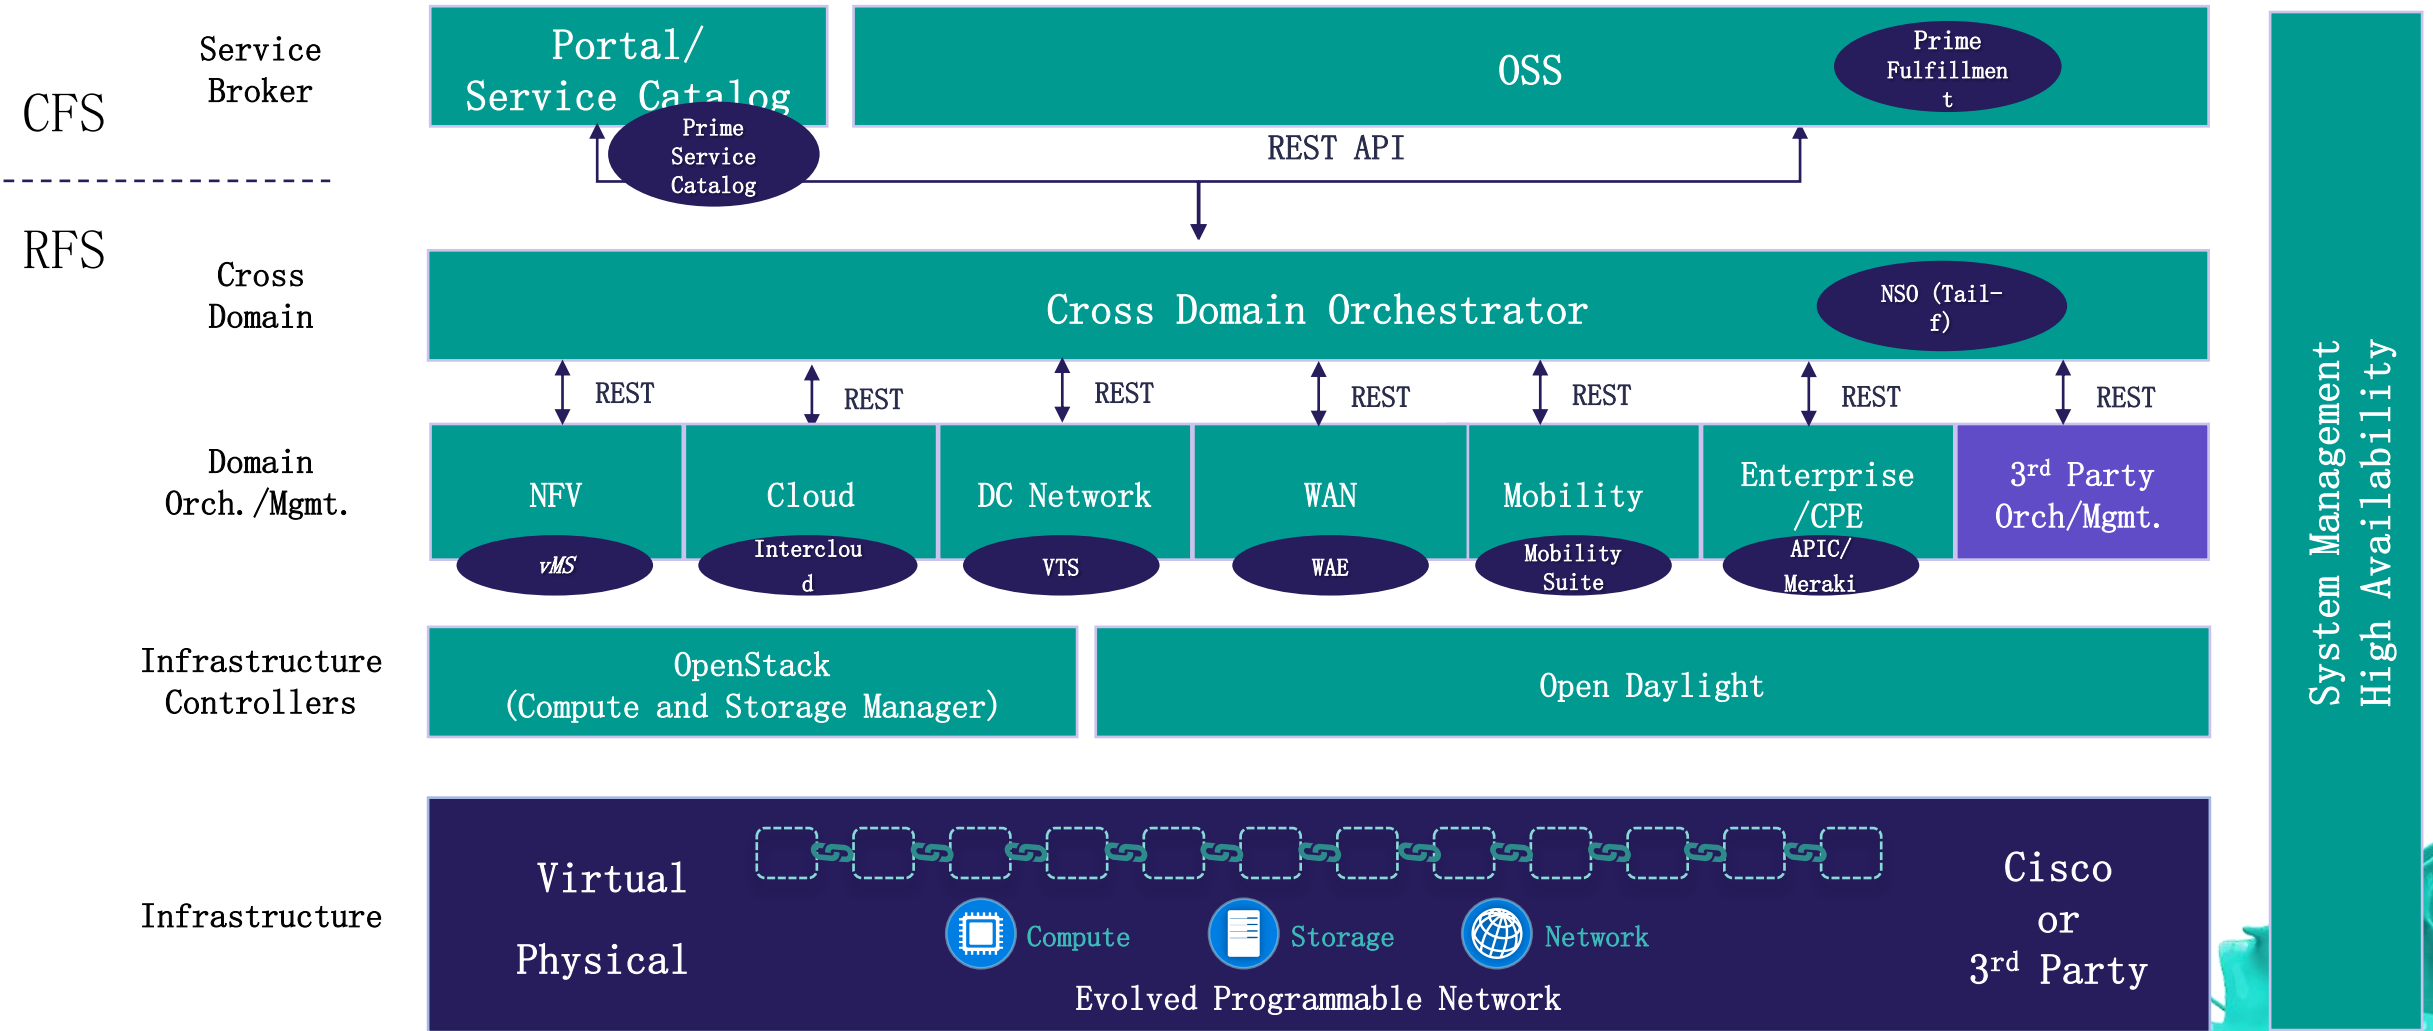 CFS
RFS
Service
Broker
Portal/
Service Catalog
Prime
Service
Catalog
OSS
Prime
Fulfillmen
t
REST API
Cross
Domain
Cross Domain Orchestrator
NSO (Tail-
f)
REST
REST
REST
REST
REST
REST
REST
Domain
Orch./Mgmt.
NFV
vMS
Cloud
Interclou
d
DC Network
VTS
WAN
WAE
Mobility
Mobility
Suite
Enterprise
/CPE
APIC/
Meraki
3rd Party
Orch/Mgmt.
Infrastructure
Controllers
OpenStack
(Compute and Storage Manager)
Open Daylight
Infrastructure
Virtual
Physical
Compute
Storage
Network
Evolved Programmable Network
Cisco
or
3rd Party
System Management
High Availability